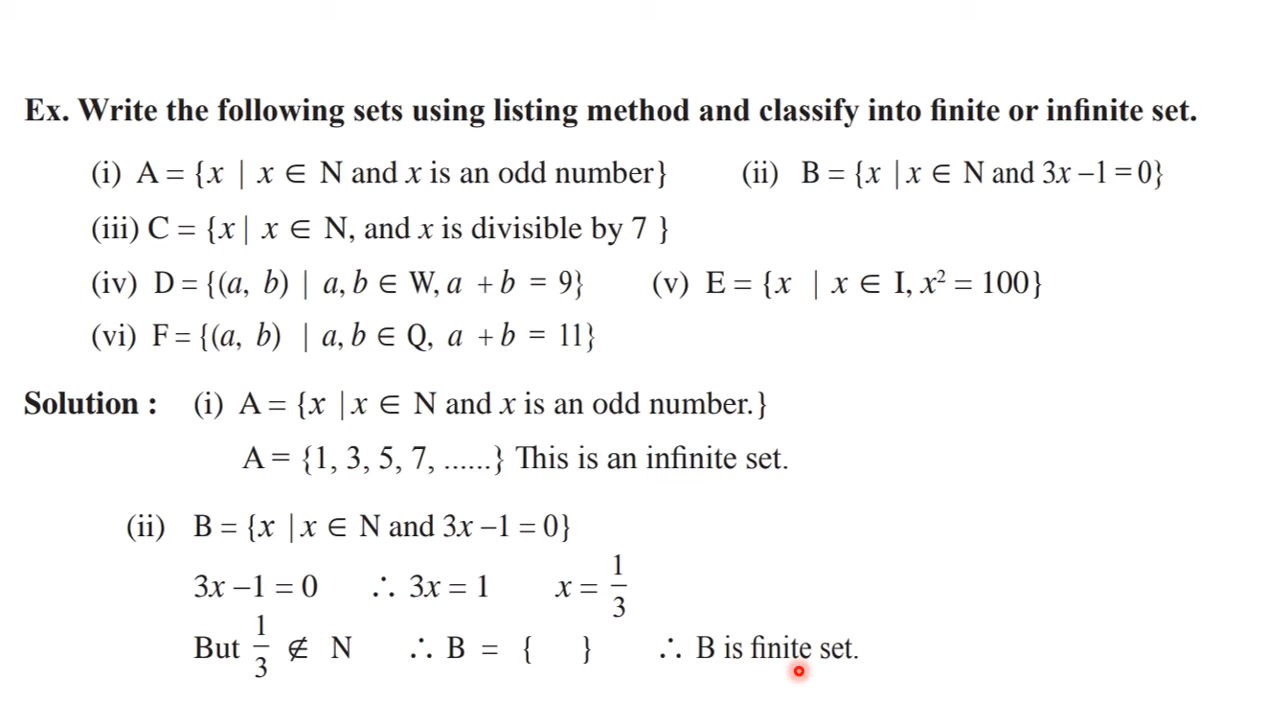 Ex. Write the following sets using listing method and classify into finite or infinite set.
(i) A = {x | x ∈ N and x is an odd number} (ii) B = {x | x ∈ N and 3x –1 = 0}
(iii) C = {x | x ∈ N, and x is divisible by 7 }
(iv) D = {(a, b) | a, b ∈ W, a + b = 9} (v) E = {x | x ∈ I, x² = 100}
(vi) F = {(a, b) | a, b ∈ Q, a + b = 11}
Solution : (i) A = {x | x ∈ N and x is an odd number.}
A = {1, 3, 5, 7, ......} This is an infinite set.
(ii) B = {x | x ∈ N and 3x –1 = 0}
3x –1 = 0 ∴ 3x = 1 x = 1/3
But 1/3 ∉ N ∴ B = { } ∴ B is finite set.